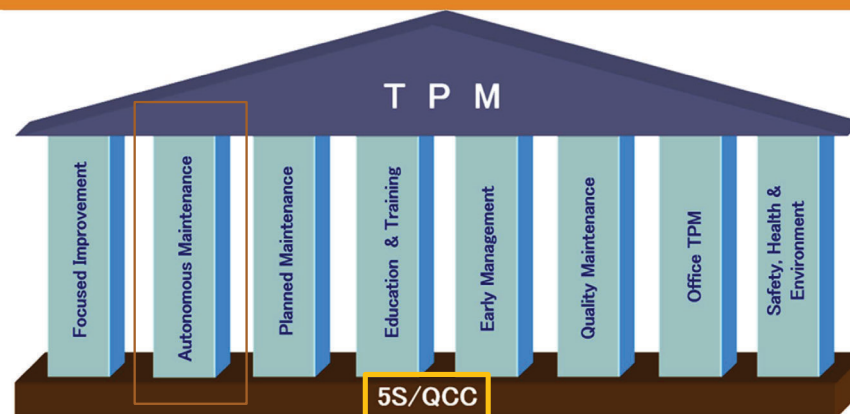 T P M
Focused Improvement
Autonomous Maintenance
Planned Maintenance
Education & Training
Early Management
Quality Maintenance
Office TPM
Safety, Health &
Environment
5S/QCC